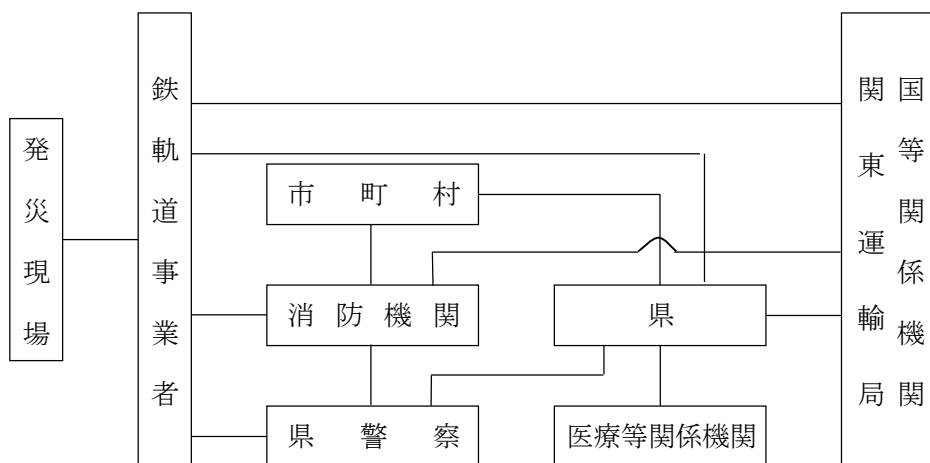 発災現場
鉄軌道事業者
市町村
消防機関
県警察
県
医療等関係機関
国等関係機関
関東運輸局